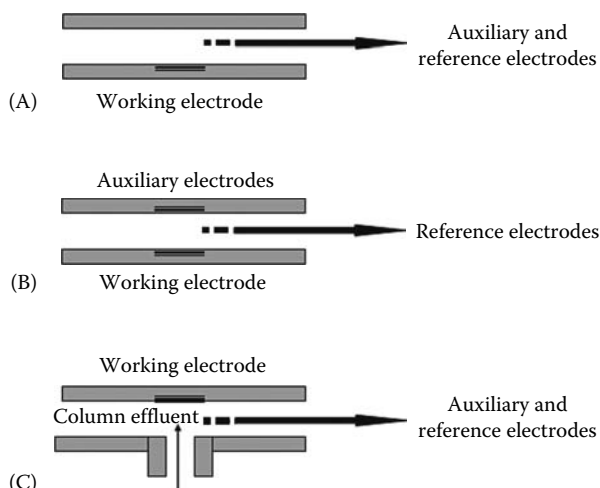 Auxiliary and
reference electrodes
(A)
Working electrode
Auxiliary electrodes
Reference electrodes
(B)
Working electrode
Working electrode
Column effluent
Auxiliary and
reference electrodes
(C)